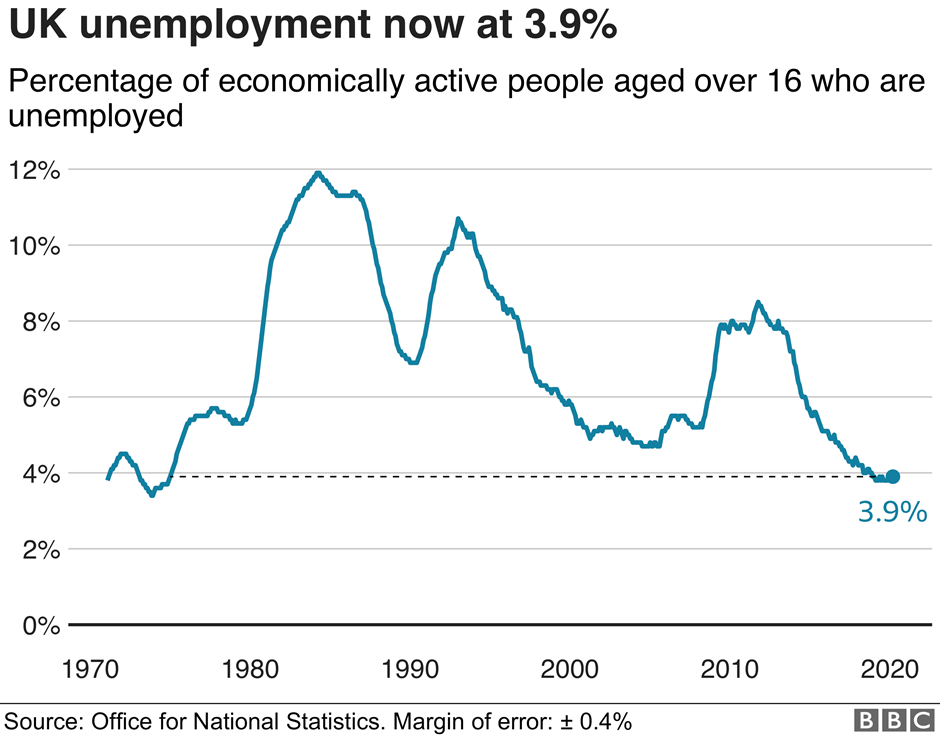 UK unemployment now at 3.9%
Percentage of economically active people aged over 16 who are
unemployed
12%
10%
8%
6%
4%
3.9%
2%
0%
1970 1980 1990 2000 2010 2020
Source: Office for National Statistics. Margin of error: ± 0.4%
BBC